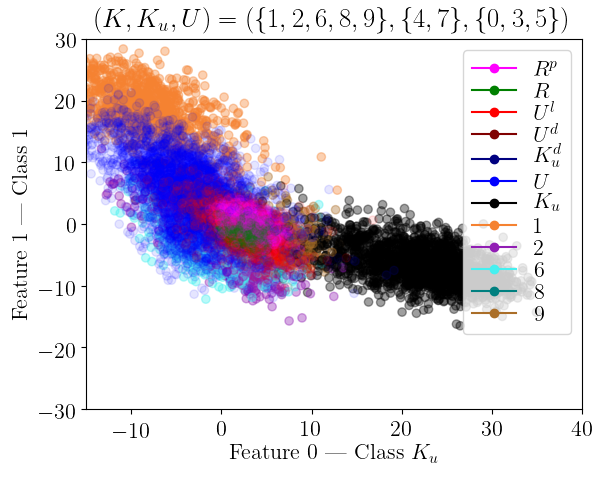 (K, K_u, U) = ({1, 2, 6, 8, 9}, {4, 7}, {0, 3, 5})
30
20
10
0
−10
−20
−30
Feature 1 — Class 1
R^p
R
U^l
U^d
K_u^d
U
K_u
1
2
6
8
9
−10
0
10
20
30
40
Feature 0 — Class K_u